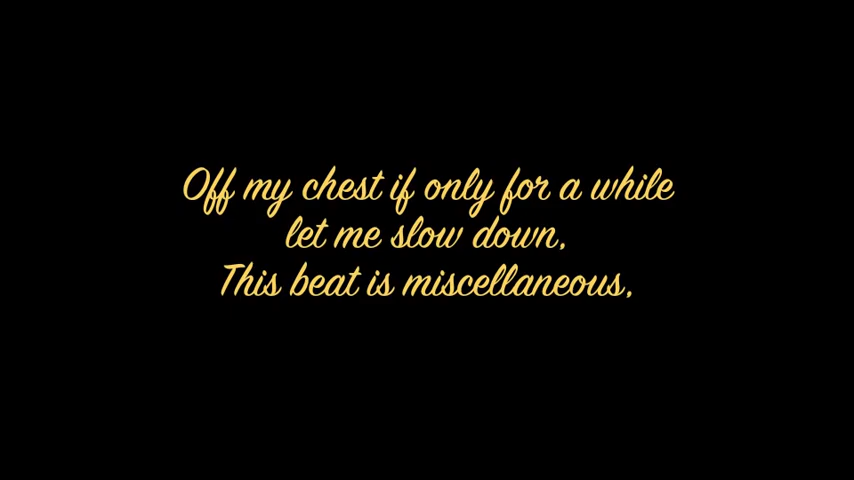 Off my chest if only for a while
let me slow down,
This beat is miscellaneous,